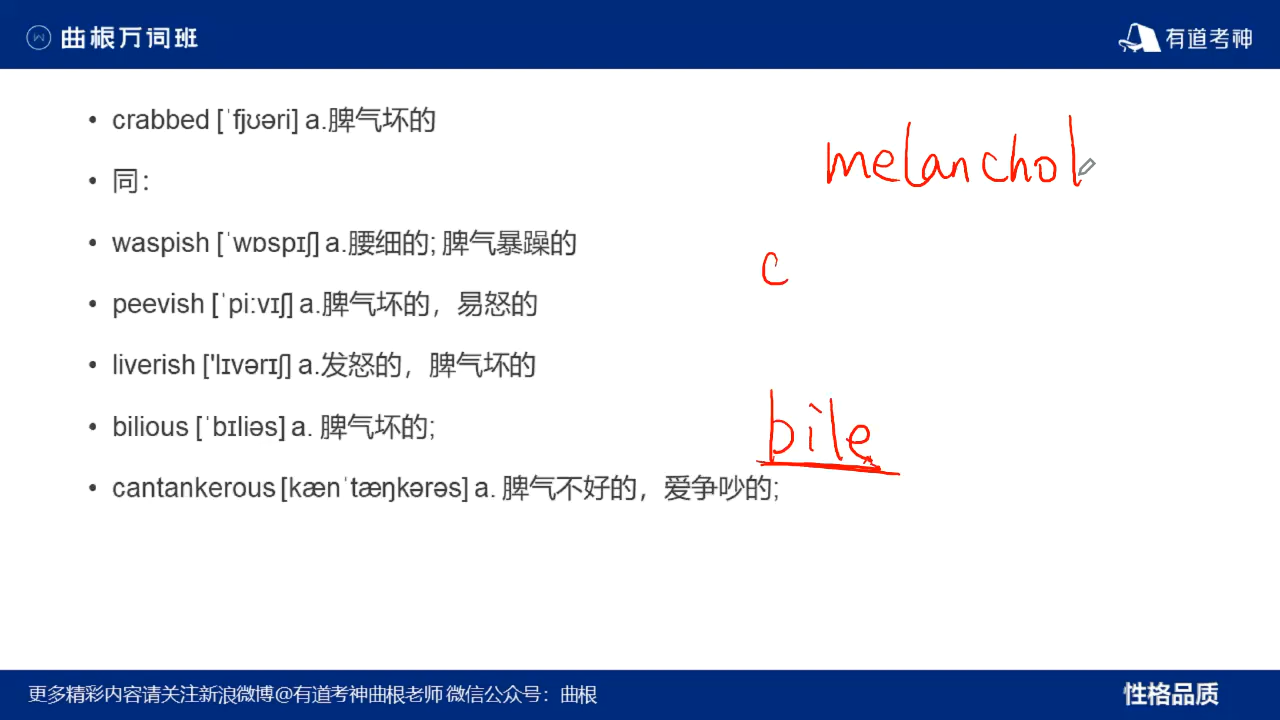 曲根万词班
有道考神
• crabbed [ˈfjʊəri] a.脾气坏的
• 同：
• waspish [ˈwɒspɪʃ] a.腰细的; 脾气暴躁的
• peevish [ˈpiːvɪʃ] a.脾气坏的，易怒的
• liverish ['lɪvərɪʃ] a.发怒的，脾气坏的
• bilious [ˈbɪliəs] a. 脾气坏的;
• cantankerous [kænˈtæŋkərəs] a. 脾气不好的，爱争吵的;
melanchol
c
bile
更多精彩内容请关注新浪微博@有道考神曲根老师 微信公众号：曲根
性格品质